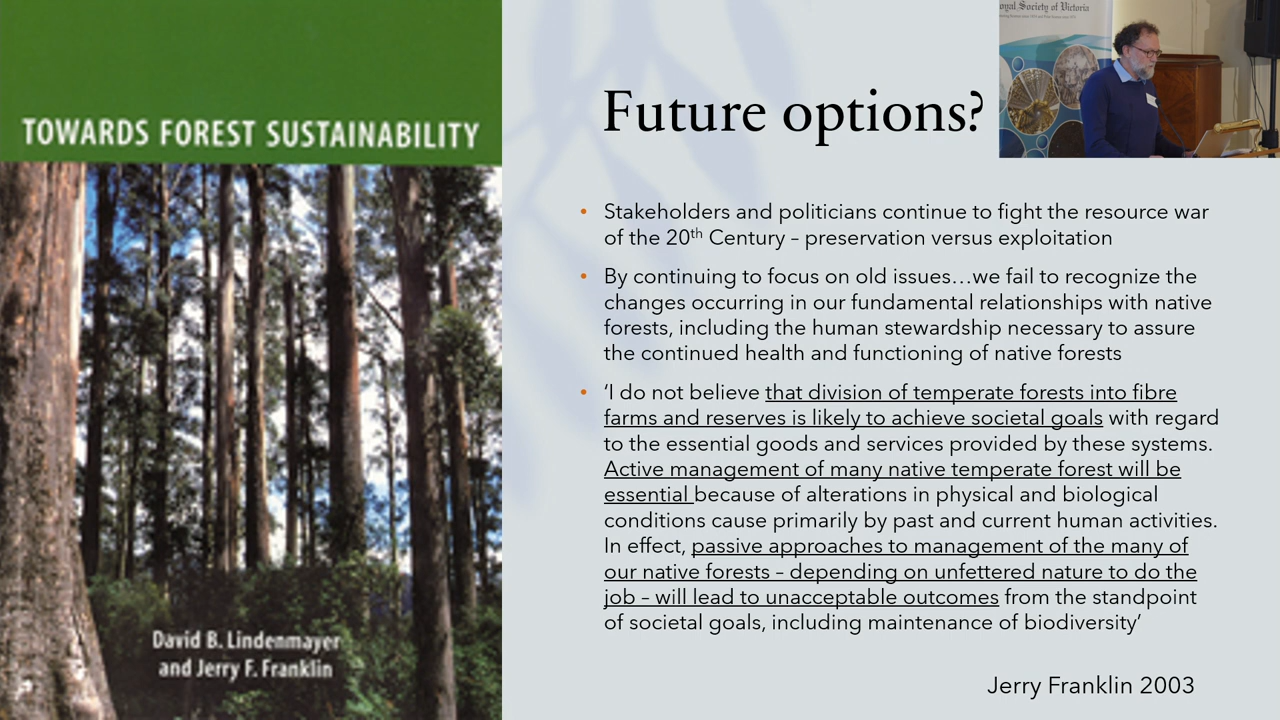 TOWARDS FOREST SUSTAINABILITY
David B. Lindenmayer
and Jerry F. Franklin
Royal Society of Victoria
Future options?
• Stakeholders and politicians continue to fight the resource war
of the 20th Century – preservation versus exploitation
• By continuing to focus on old issues…we fail to recognize the
changes occurring in our fundamental relationships with native
forests, including the human stewardship necessary to assure
the continued health and functioning of native forests
• ‘I do not believe that division of temperate forests into fibre
farms and reserves is likely to achieve societal goals with regard
to the essential goods and services provided by these systems.
Active management of many native temperate forest will be
essential because of alterations in physical and biological
conditions cause primarily by past and current human activities.
In effect, passive approaches to management of the many of
our native forests – depending on unfettered nature to do the
job – will lead to unacceptable outcomes from the standpoint
of societal goals, including maintenance of biodiversity’
Jerry Franklin 2003